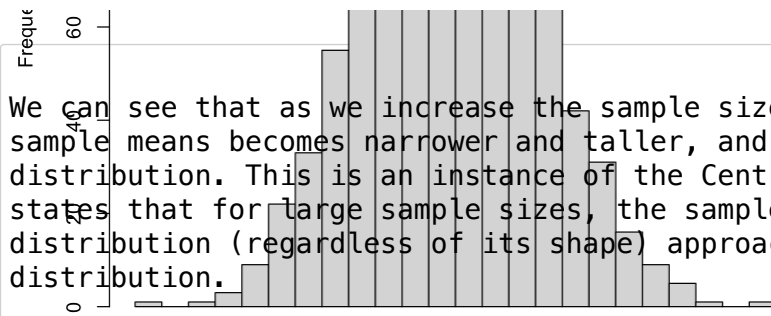 Freque
60
We can see that as we increase the sample size
40
sample means becomes narrower and taller, and
distribution. This is an instance of the Cent
states that for large sample sizes, the sample
20
distribution (regardless of its shape) approa
distribution.
0